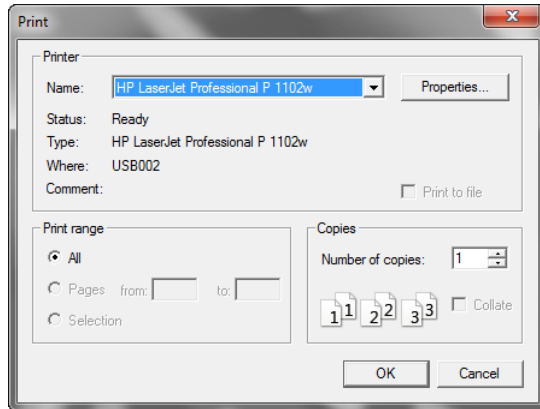 Print
Printer
Name: HP LaserJet Professional P 1102w Properties...
Status: Ready
Type: HP LaserJet Professional P 1102w
Where: USB002
Comment: Print to file
Print range
All
Pages from: to:
Selection
Copies
Number of copies: 1
1 1 2 2 3 3 Collate
OK Cancel